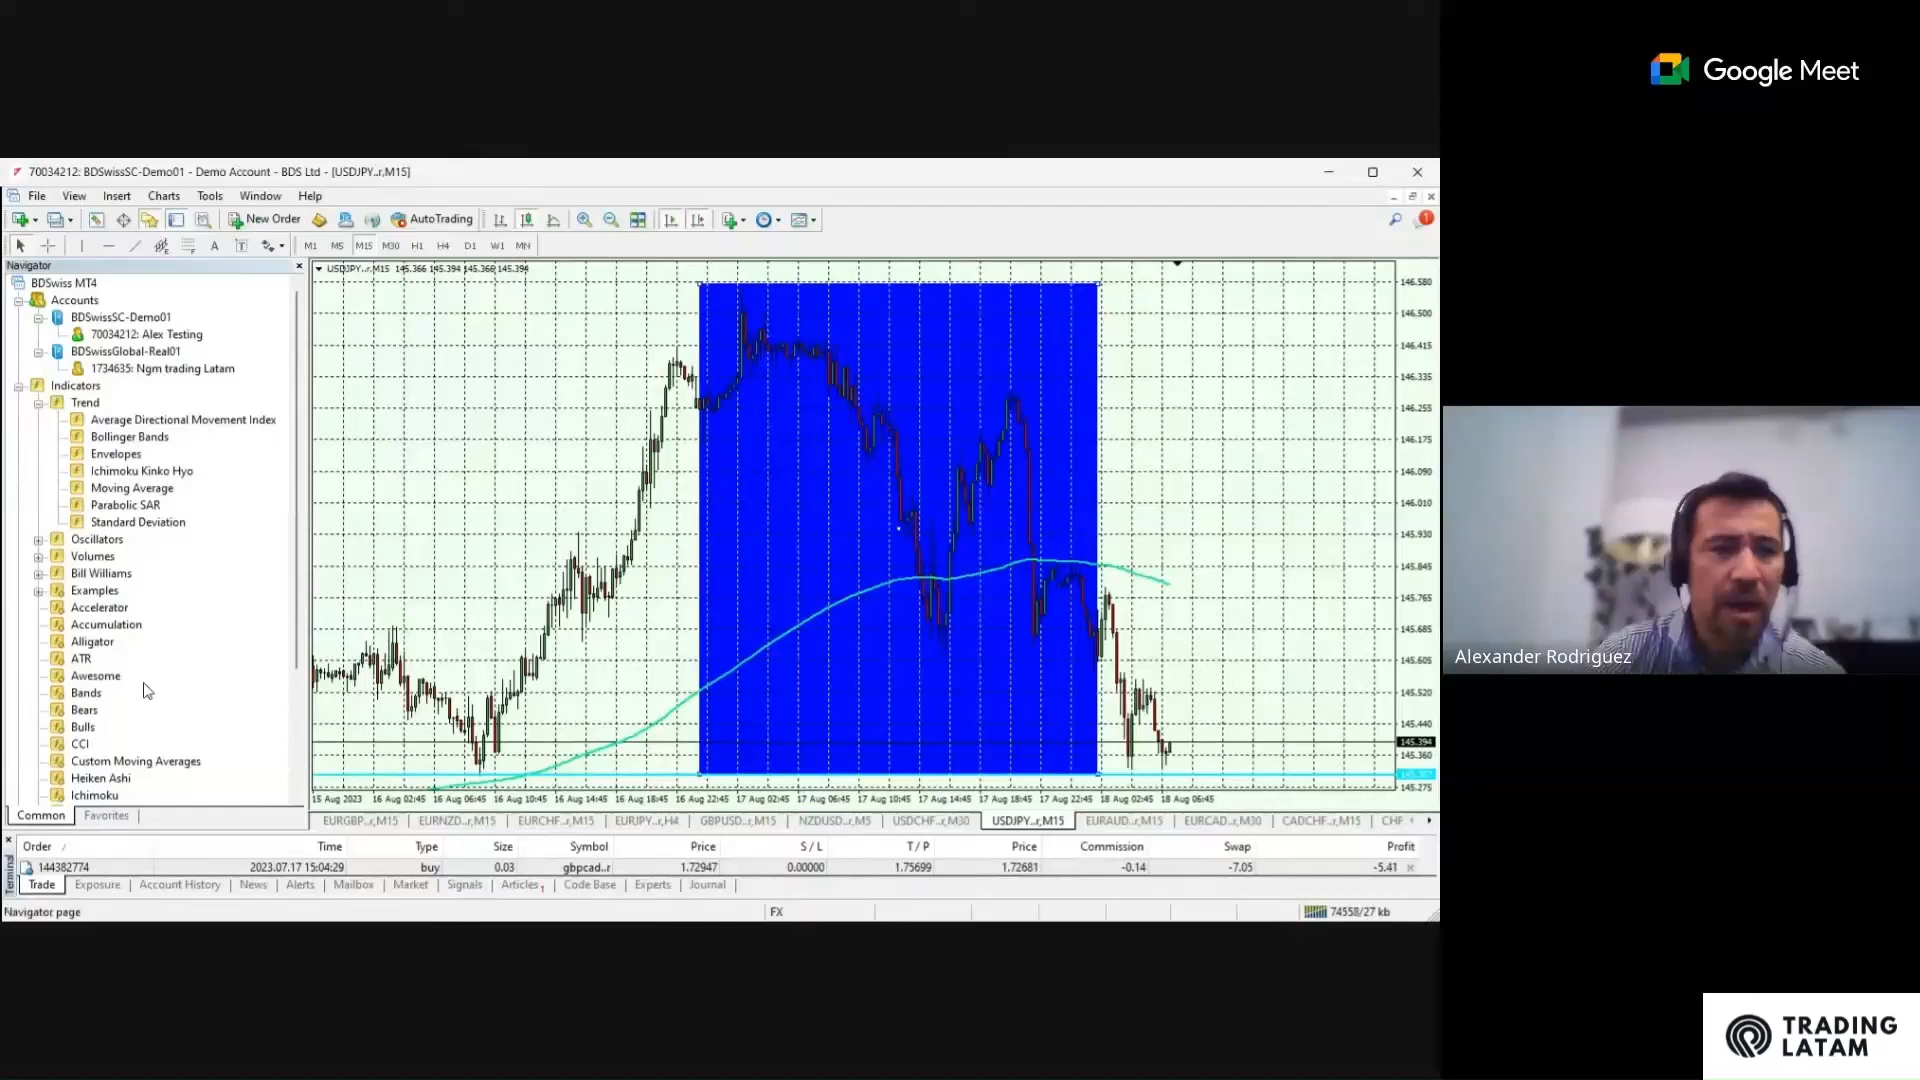 Google Meet
70034212: BDSwissSC-Demo01 - Demo Account - BDS Ltd - [USDJPY..r,M15]
File View Insert Charts Tools Window Help
New Order AutoTrading
1
A T M1 M5 M15 M30 H1 H4 D1 W1 MN
Navigator
BDSwiss MT4
Accounts
BDSwissSC-Demo01
70034212: Alex Testing
BDSwissGlobal-Real01
1734635: Ngm trading Latam
Indicators
Trend
Average Directional Movement Index
Bollinger Bands
Envelopes
Ichimoku Kinko Hyo
Moving Average
Parabolic SAR
Standard Deviation
Oscillators
Volumes
Bill Williams
Examples
Accelerator
Accumulation
Alligator
ATR
Awesome
Bands
Bears
Bulls
CCI
Custom Moving Averages
Heiken Ashi
Ichimoku
Common Favorites
USDJPY..r,M15 145.366 145.394 145.366 145.394
146.580
146.500
146.415
146.335
146.255
146.175
146.090
146.010
145.930
145.845
145.765
145.685
145.605
145.520
145.440
145.394
145.360
145.275
15 Aug 2023 16 Aug 02:45 16 Aug 06:45 16 Aug 10:45 16 Aug 14:45 16 Aug 18:45 16 Aug 22:45 17 Aug 02:45 17 Aug 06:45 17 Aug 10:45 17 Aug 14:45 17 Aug 18:45 17 Aug 22:45 18 Aug 02:45 18 Aug 06:45
EURGBP..r,M15 EURNZD..r,M15 EURCHF..r,M15 EURJPY..r,H4 GBPUSD..r,M15 NZDUSD..r,M5 USDCHF..r,M30 USDJPY..r,M15 EURAUD..r,M15 EURCAD..r,M30 CADCHF..r,M15 CHF
Order / Time Type Size Symbol Price S / L T / P Price Commission Swap Profit
144382774 2023.07.17 15:04:29 buy 0.03 gbpcad..r 1.72947 0.00000 1.75699 1.72681 -0.14 -7.05 -5.41
Terminal
Trade Exposure Account History News Alerts Mailbox Market Signals Articles Code Base Experts Journal
Navigator page FX 74558/27 kb
Alexander Rodriguez
TRADING
LATAM